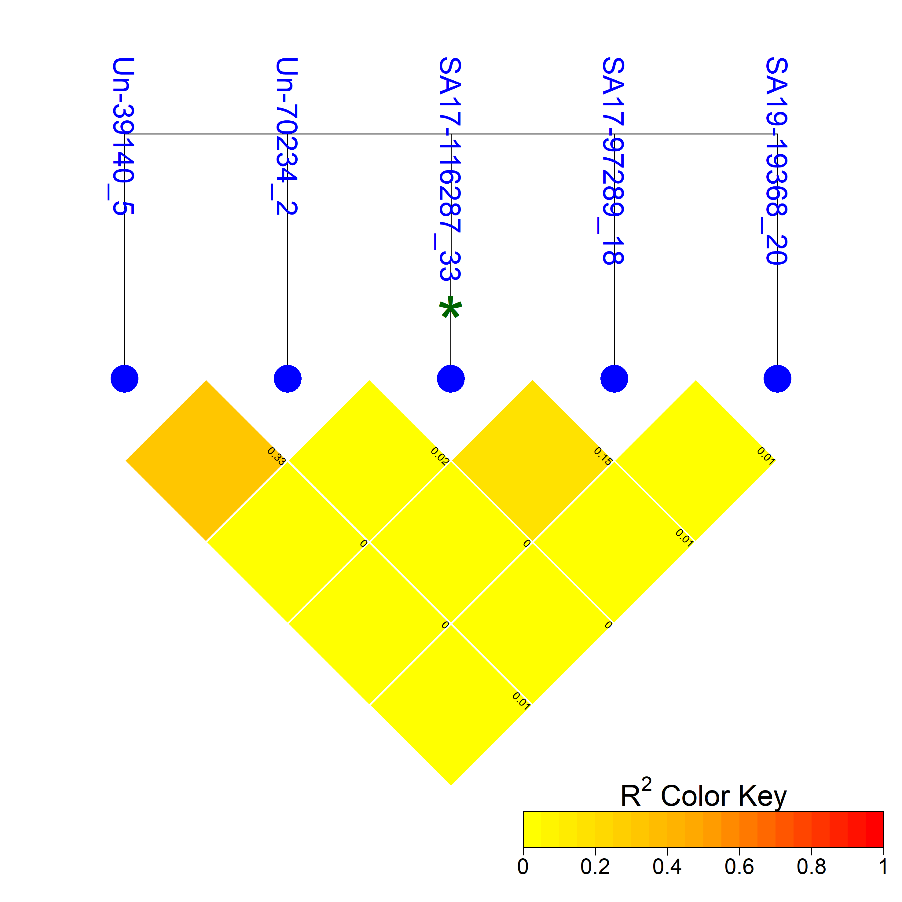 Un-39140_5
Un-70234_2
SA17-116287_33
SA17-97289_18
SA19-19368_20
*
0.33
0.02
0.15
0.01
0
0
0.01
0
0
0.01
R² Color Key
0 0.2 0.4 0.6 0.8 1